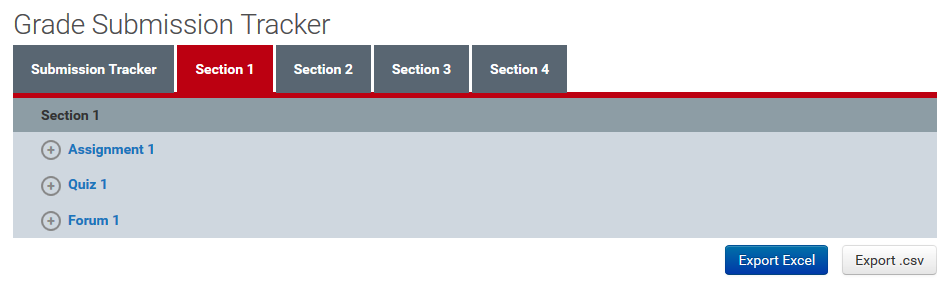 Grade Submission Tracker
Submission Tracker Section 1 Section 2 Section 3 Section 4
Section 1
Assignment 1
Quiz 1
Forum 1
Export Excel Export .csv